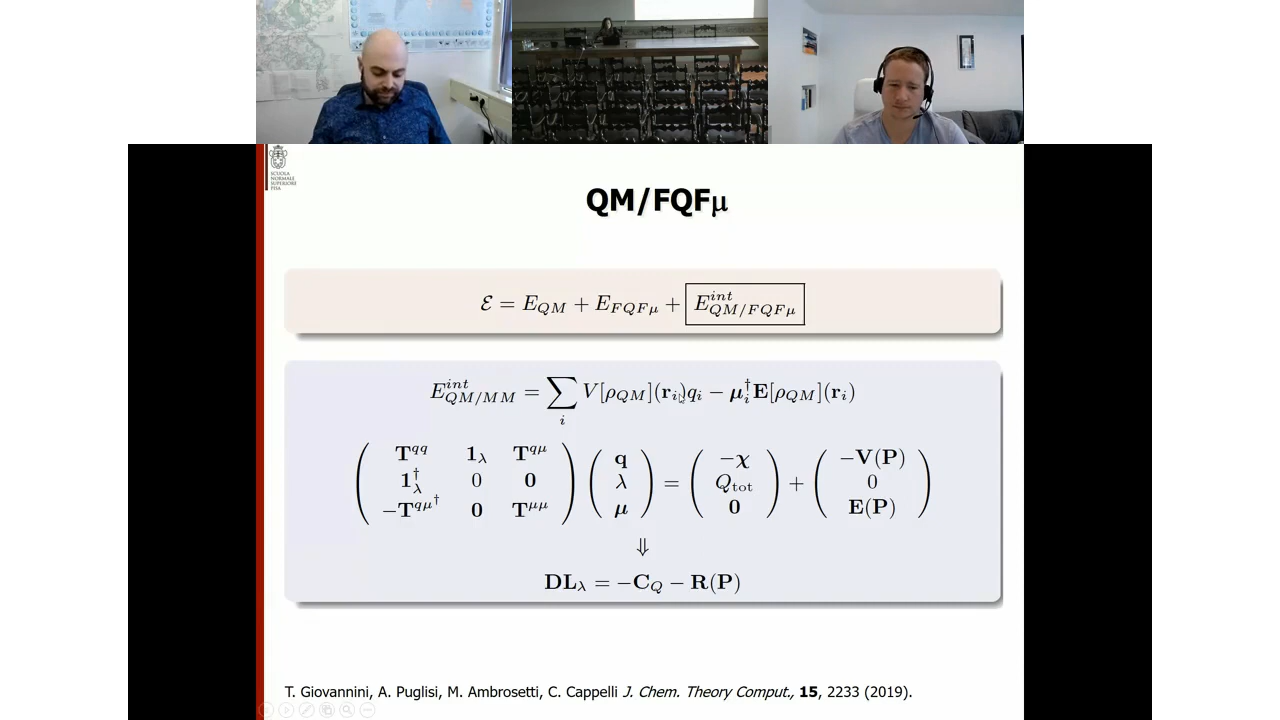 SCUOLA
NORMALE
SUPERIORE
PISA
QM/FQFμ
ℰ = E_{QM} + E_{FQFμ} + E^{int}_{QM/FQFμ}
E^{int}_{QM/MM} = ∑_i V[ρ_{QM}](r_i)q_i − μ_i^† E[ρ_{QM}](r_i)
( T^{qq} 1_λ T^{qμ} ) ( q ) = ( −χ ) + ( −V(P) )
( 1_λ^† 0 0 ) ( λ ) ( Q_{tot} ) ( 0 )
( −T^{qμ†} 0 T^{μμ} ) ( μ ) ( 0 ) ( E(P) )
⇓
DL_λ = −C_Q − R(P)
T. Giovannini, A. Puglisi, M. Ambrosetti, C. Cappelli J. Chem. Theory Comput., 15, 2233 (2019).